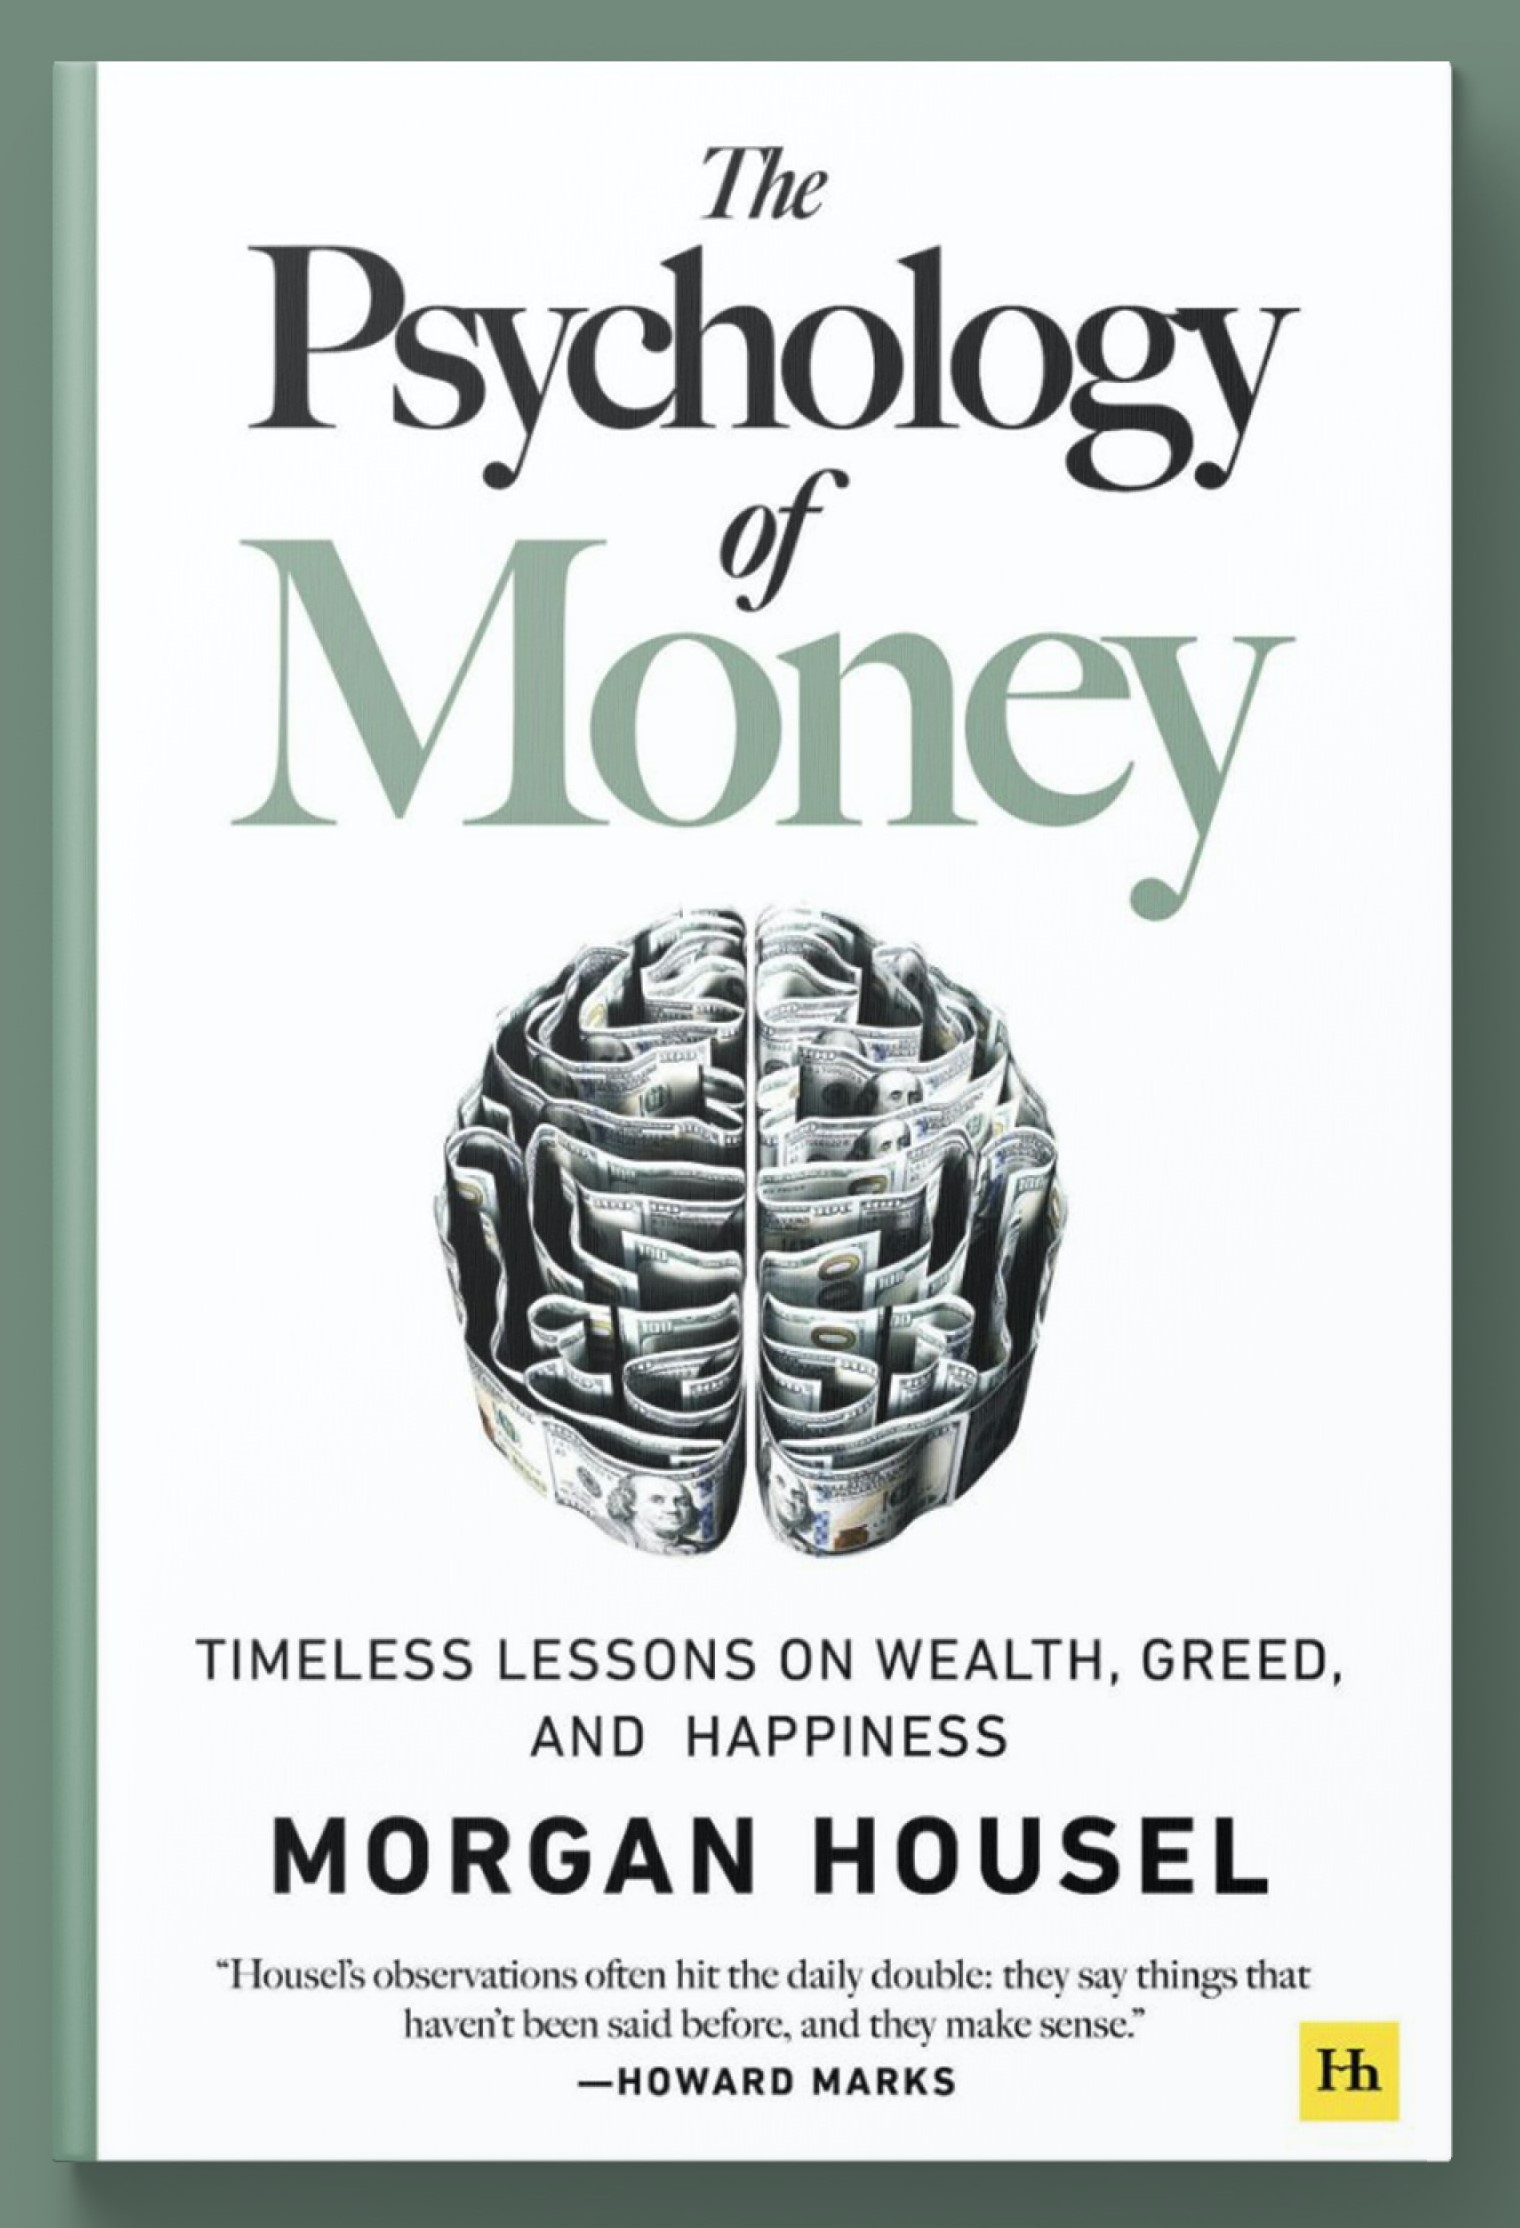 The
Psychology
of
Money
TIMELESS LESSONS ON WEALTH, GREED,
AND HAPPINESS
MORGAN HOUSEL
“Housel’s observations often hit the daily double: they say things that
haven’t been said before, and they make sense.”
—HOWARD MARKS
Hh